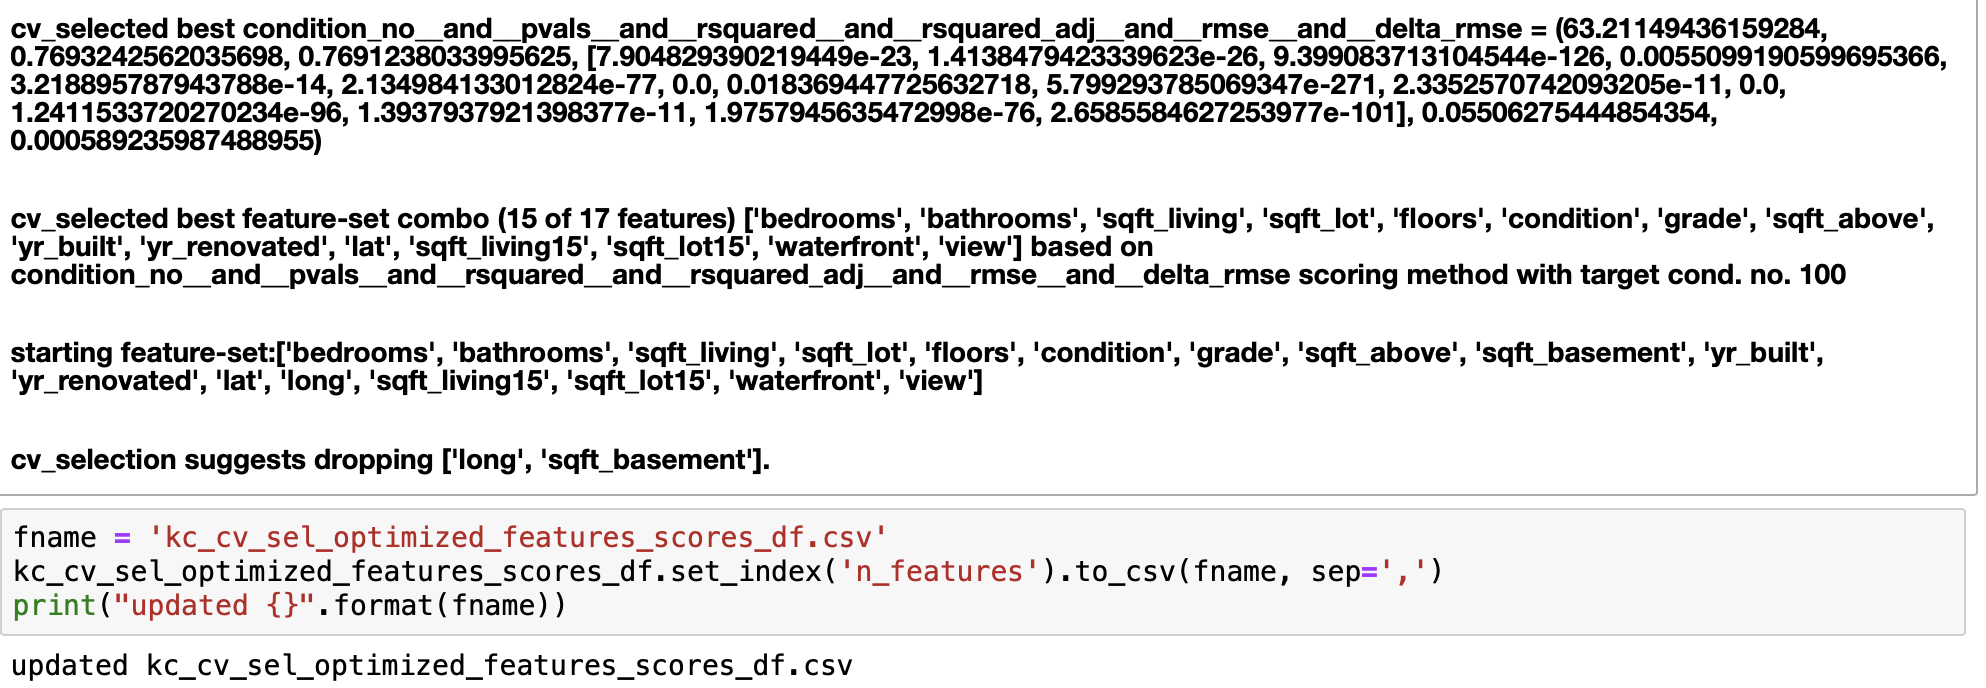 cv_selected best condition_no__and__pvals__and__rsquared__and__rsquared_adj__and__rmse__and__delta_rmse = (63.21149436159284,
0.7693242562035698, 0.7691238033995625, [7.904829390219449e-23, 1.4138479423339623e-26, 9.399083713104544e-126, 0.0055099190599695366,
3.218895787943788e-14, 2.134984133012824e-77, 0.0, 0.018369447725632718, 5.799293785069347e-271, 2.3352570742093205e-11, 0.0,
1.2411533720270234e-96, 1.3937937921398377e-11, 1.9757945635472998e-76, 2.6585584627253977e-101], 0.05506275444854354,
0.000589235987488955)
cv_selected best feature-set combo (15 of 17 features) ['bedrooms', 'bathrooms', 'sqft_living', 'sqft_lot', 'floors', 'condition', 'grade', 'sqft_above',
'yr_built', 'yr_renovated', 'lat', 'sqft_living15', 'sqft_lot15', 'waterfront', 'view'] based on
condition_no__and__pvals__and__rsquared__and__rsquared_adj__and__rmse__and__delta_rmse scoring method with target cond. no. 100
starting feature-set:['bedrooms', 'bathrooms', 'sqft_living', 'sqft_lot', 'floors', 'condition', 'grade', 'sqft_above', 'sqft_basement', 'yr_built',
'yr_renovated', 'lat', 'long', 'sqft_living15', 'sqft_lot15', 'waterfront', 'view']
cv_selection suggests dropping ['long', 'sqft_basement'].
fname = 'kc_cv_sel_optimized_features_scores_df.csv'
kc_cv_sel_optimized_features_scores_df.set_index('n_features').to_csv(fname, sep=',')
print("updated {}".format(fname))
updated kc_cv_sel_optimized_features_scores_df.csv